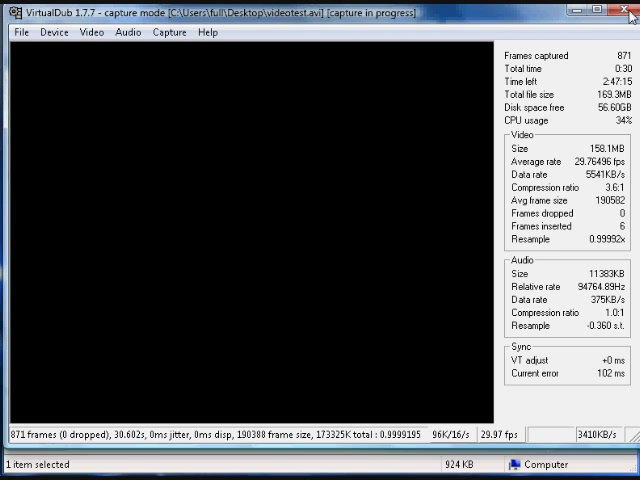 VirtualDub 1.7.7 - capture mode [C:\Users\full\Desktop\videotest.avi] [capture in progress]
File Device Video Audio Capture Help
Frames captured 871
Total time 0:30
Time left 2:47:15
Total file size 169.3MB
Disk space free 56.60GB
CPU usage 34%
Video
Size 158.1MB
Average rate 29.76496 fps
Data rate 5541KB/s
Compression ratio 3.6:1
Avg frame size 190582
Frames dropped 0
Frames inserted 6
Resample 0.99992x
Audio
Size 11383KB
Relative rate 94764.89Hz
Data rate 375KB/s
Compression ratio 1.0:1
Resample -0.360 s.t.
Sync
VT adjust +0 ms
Current error 102 ms
871 frames (0 dropped), 30.602s, 0ms jitter, 0ms disp, 190388 frame size, 173325K total : 0.9999195 96K/16/s 29.97 fps 3410KB/s
1 item selected 924 KB Computer